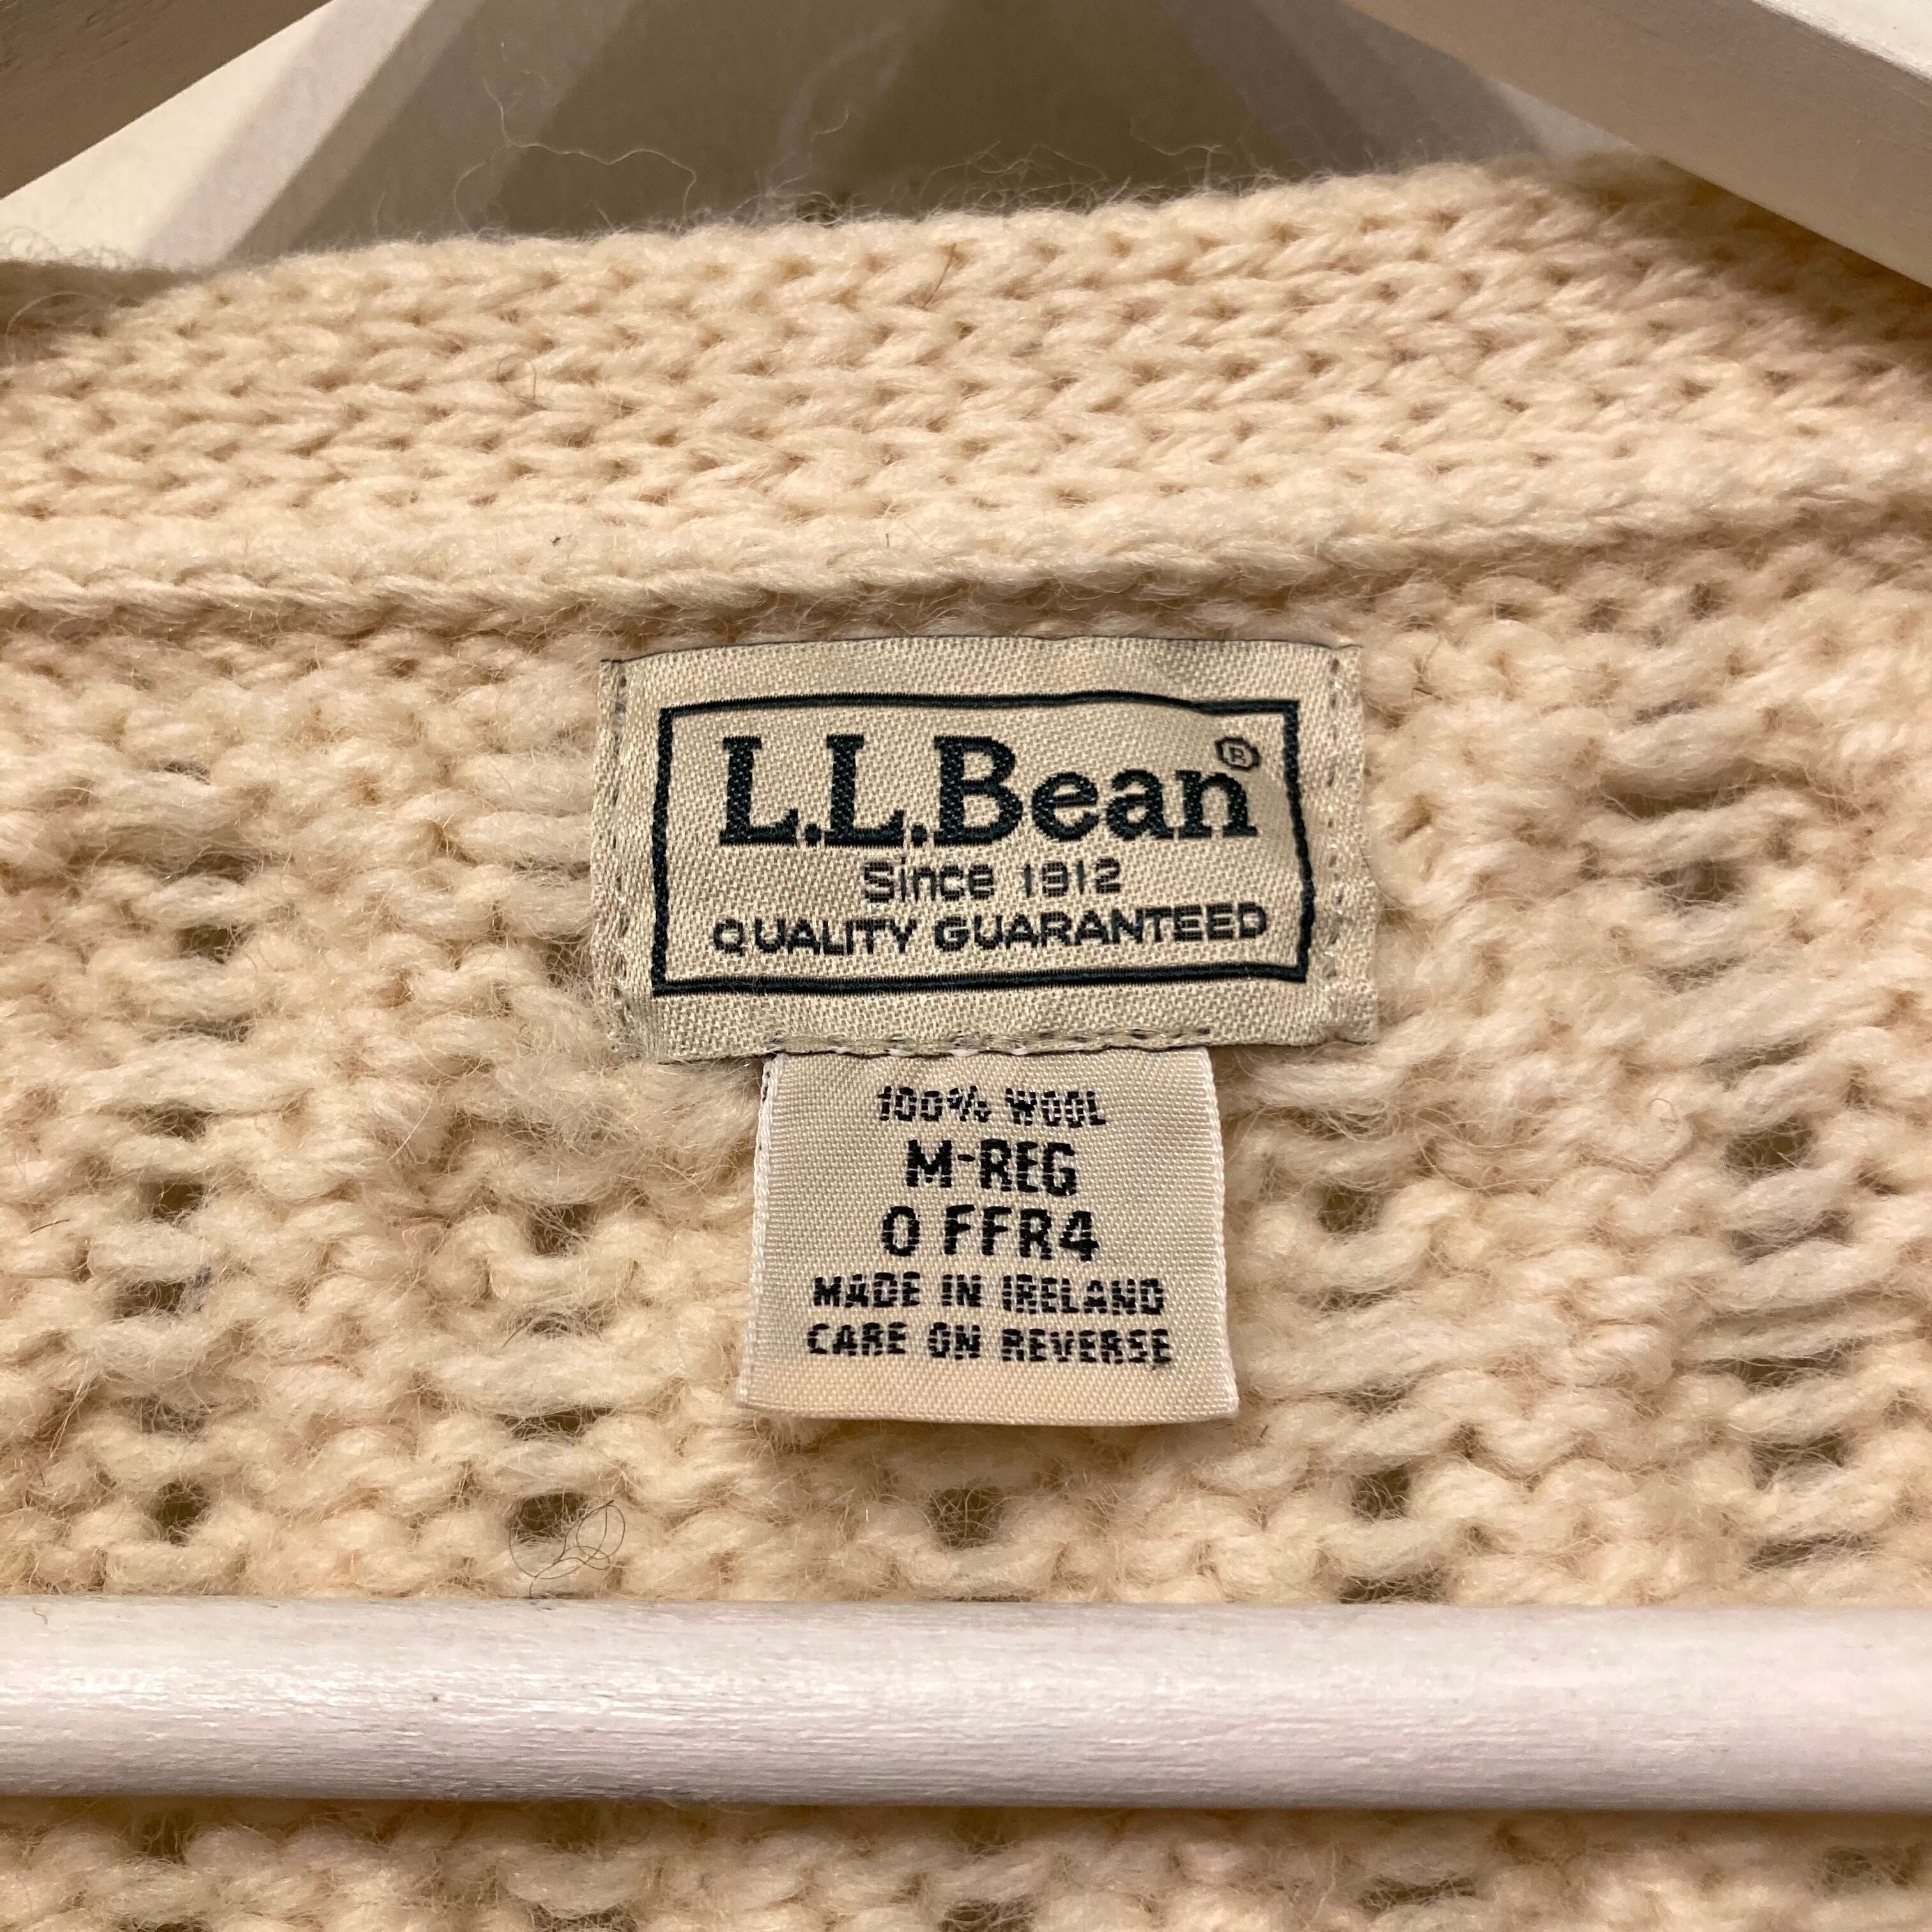 L.L.Bean®
Since 1912
QUALITY GUARANTEED
100% WOOL
M-REG
0 FFR4
MADE IN IRELAND
CARE ON REVERSE